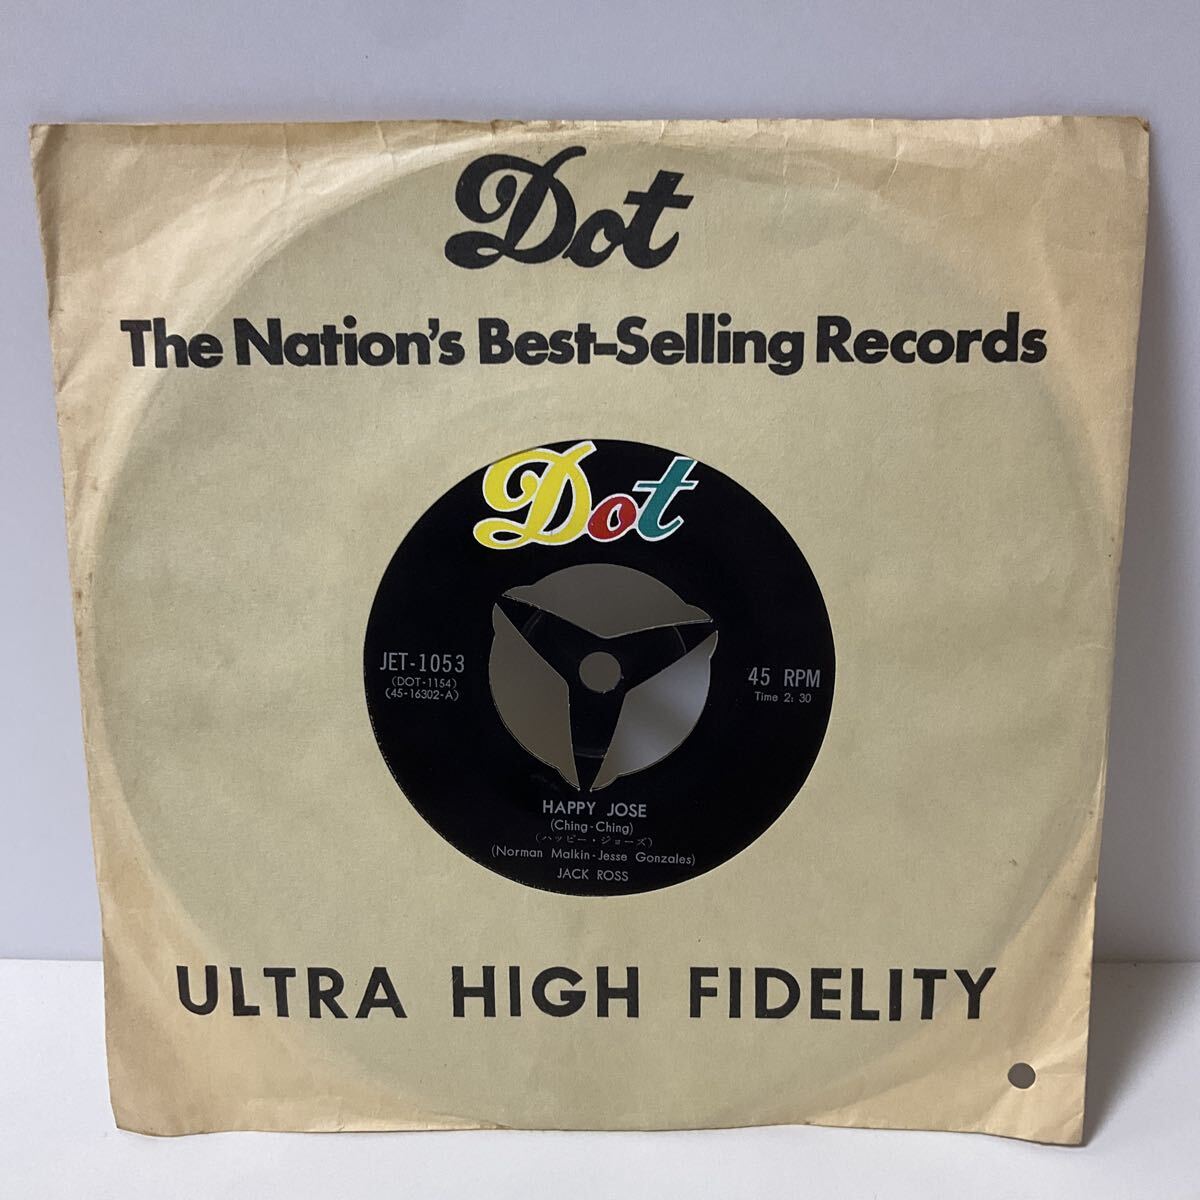 Dot
The Nation's Best-Selling Records
Dot
JET-1053
(DOT-1154)
(45-16302-A)
45 RPM
Time 2: 30
HAPPY JOSE
(Ching-Ching)
(ハッピー・ジョーズ)
(Norman Malkin-Jesse Gonzales)
JACK ROSS
ULTRA HIGH FIDELITY